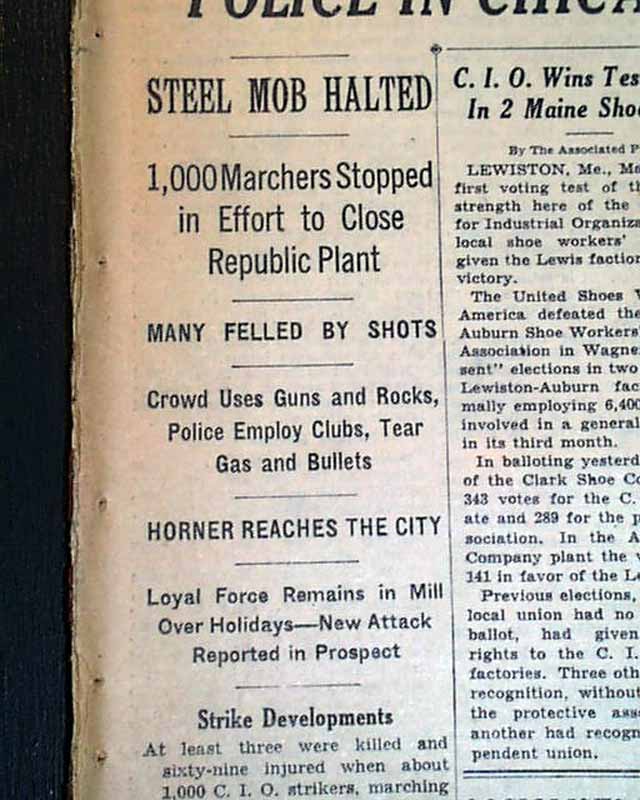 POLICE IN
STEEL MOB HALTED
1,000 Marchers Stopped
in Effort to Close
Republic Plant
MANY FELLED BY SHOTS
Crowd Uses Guns and Rocks,
Police Employ Clubs, Tear
Gas and Bullets
HORNER REACHES THE CITY
Loyal Force Remains in Mill
Over Holidays—New Attack
Reported in Prospect
Strike Developments
At least three were killed and
sixty-nine injured when about
1,000 C. I. O. strikers, marching
C. I. O. Wins Tes
In 2 Maine Shoe
By The Associated P
LEWISTON, Me., Ma
first voting test of th
strength here of the
for Industrial Organiza
local shoe workers'
given the Lewis faction
victory.
The United Shoes W
America defeated the
Auburn Shoe Workers'
Association in Wagne
sent" elections in two
Lewiston-Auburn fac
mally employing 6,400
involved in a general
in its third month.
In balloting yesterd
of the Clark Shoe Co
343 votes for the C.
ate and 289 for the p
sociation. In the A
Company plant the v
141 in favor of the Le
Previous elections,
local union had no
ballot, had given
rights to the C. I.
factories. Three oth
recognition, without
the protective asso
another had recogn
pendent union.